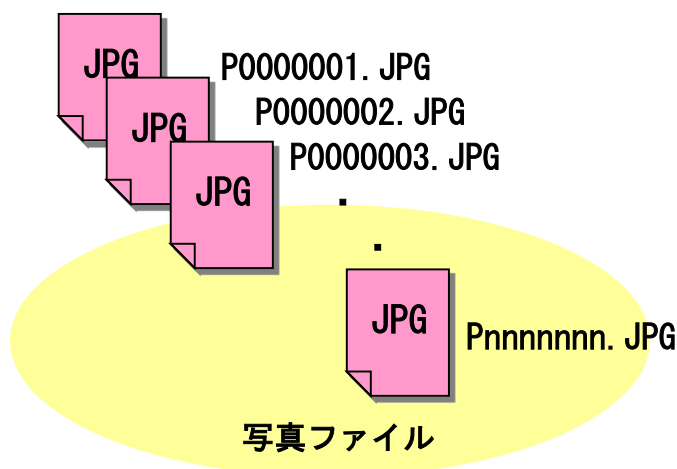 JPG
P0000001.JPG
JPG
P0000002.JPG
JPG
P0000003.JPG
.
.
JPG
Pnnnnnnn.JPG
写真ファイル